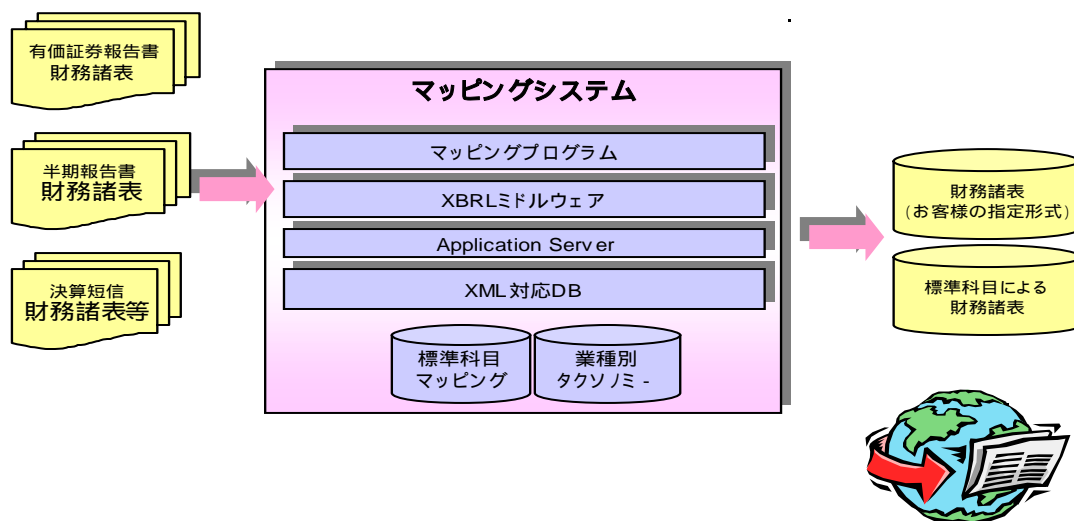 有価証券報告書
財務諸表
半期報告書
財務諸表
決算短信
財務諸表等
マッピングシステム
マッピングプログラム
XBRLミドルウェア
Application Server
XML対応DB
標準科目
マッピング
業種別
タクソノミ-
財務諸表
(お客様の指定形式)
標準科目による
財務諸表